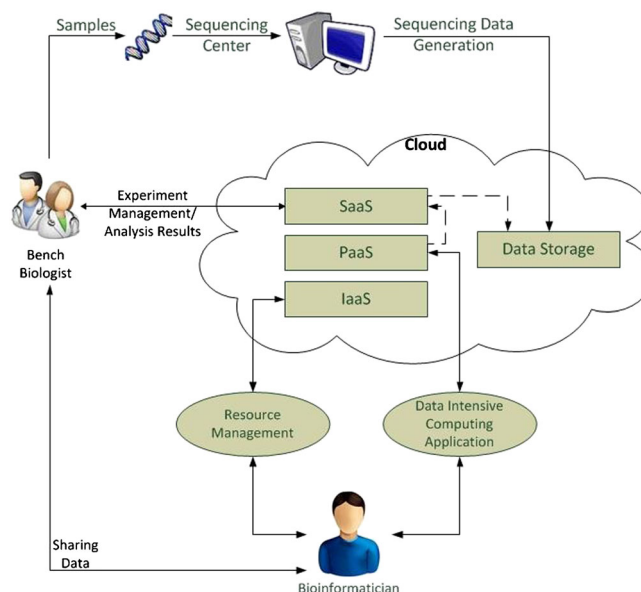 Samples
Sequencing
Center
Sequencing Data
Generation
Cloud
Experiment
Management/
Analysis Results
SaaS
PaaS
Data Storage
IaaS
Bench
Biologist
Resource
Management
Data Intensive
Computing
Application
Sharing
Data
Bioinformatician